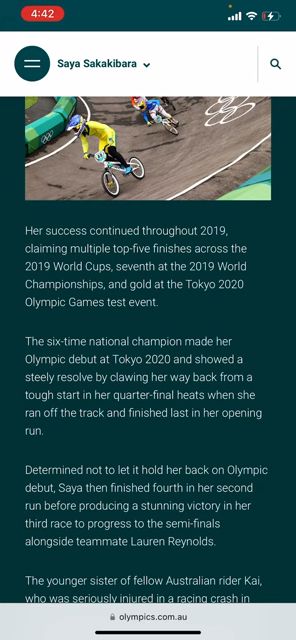 4:42
Saya Sakakibara
Her success continued throughout 2019,
claiming multiple top-five finishes across the
2019 World Cups, seventh at the 2019 World
Championships, and gold at the Tokyo 2020
Olympic Games test event.
The six-time national champion made her
Olympic debut at Tokyo 2020 and showed a
steely resolve by clawing her way back from a
tough start in her quarter-final heats when she
ran off the track and finished last in her opening
run.
Determined not to let it hold her back on Olympic
debut, Saya then finished fourth in her second
run before producing a stunning victory in her
third race to progress to the semi-finals
alongside teammate Lauren Reynolds.
The younger sister of fellow Australian rider Kai,
who was seriously injured in a racing crash in
olympics.com.au